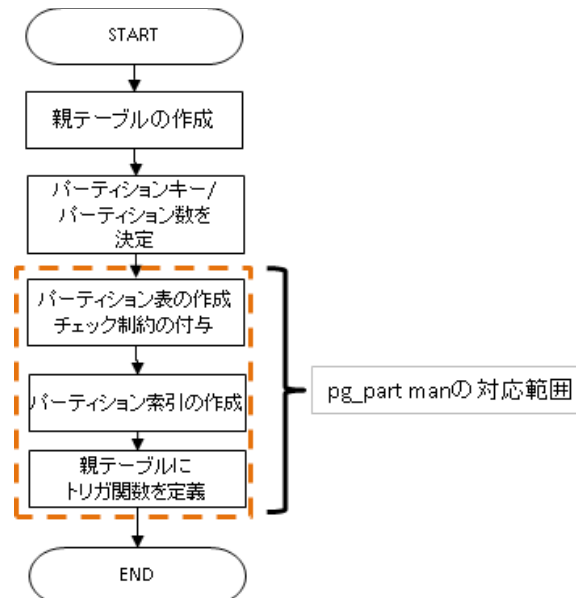 START
親テーブルの作成
パーティションキー/
パーティション数を
決定
パーティション表の作成
チェック制約の付与
パーティション索引の作成
親テーブルに
トリガ関数を定義
END
pg_part manの対応範囲